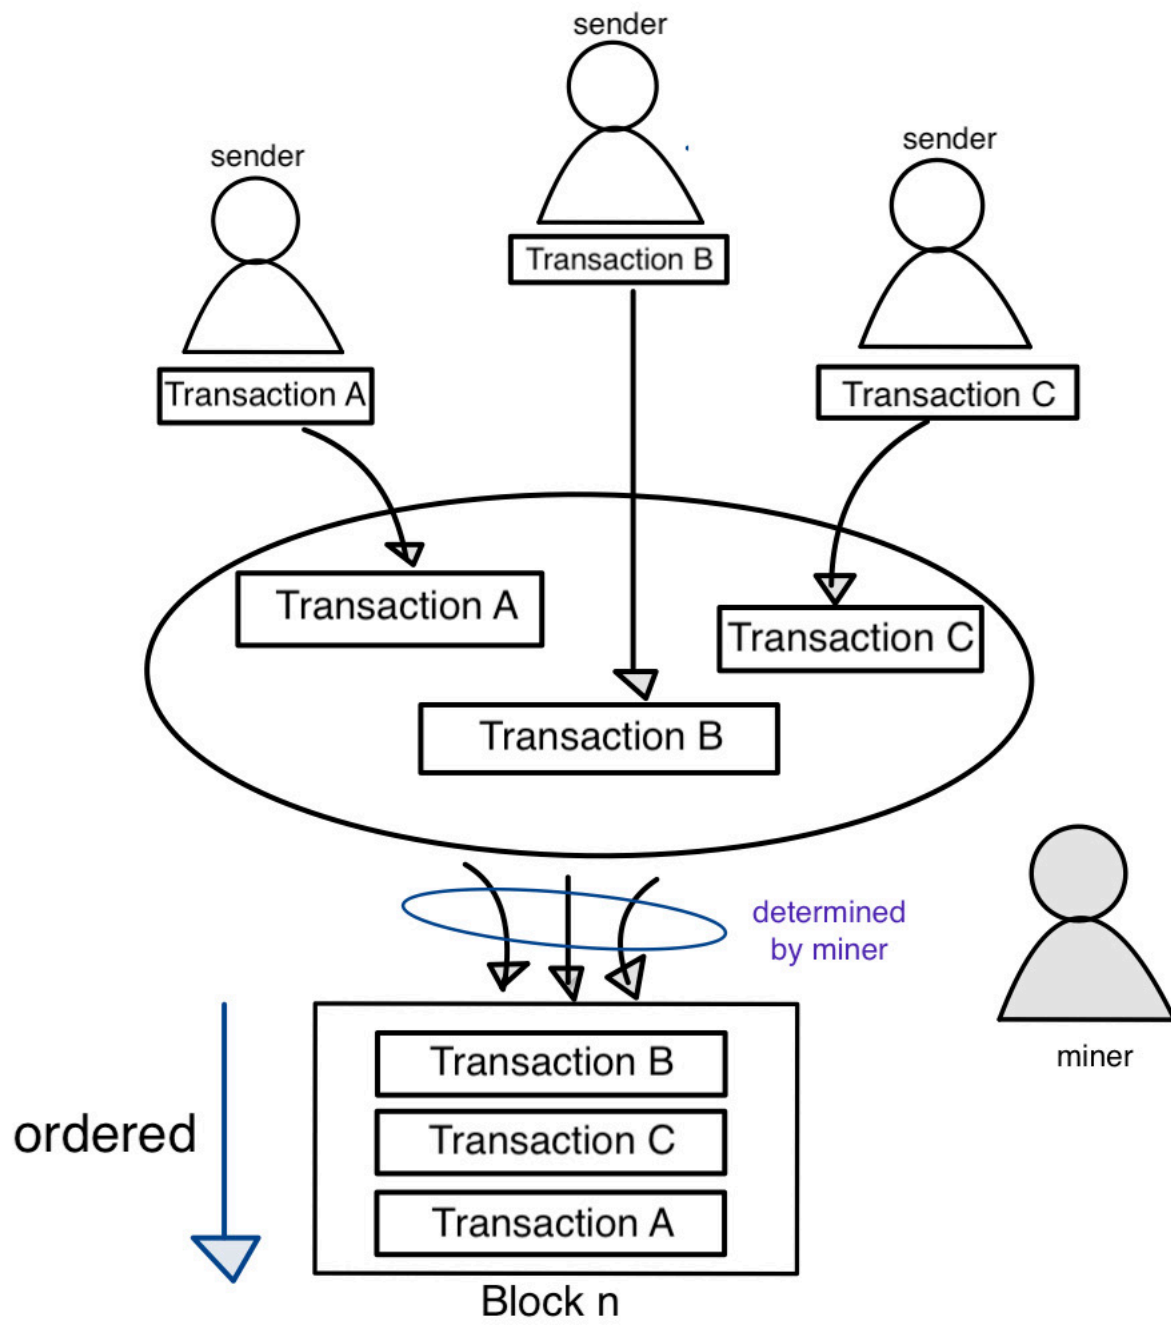 sender
sender
sender
Transaction B
Transaction A
Transaction C
Transaction A
Transaction C
Transaction B
determined
by miner
miner
ordered
Transaction B
Transaction C
Transaction A
Block n